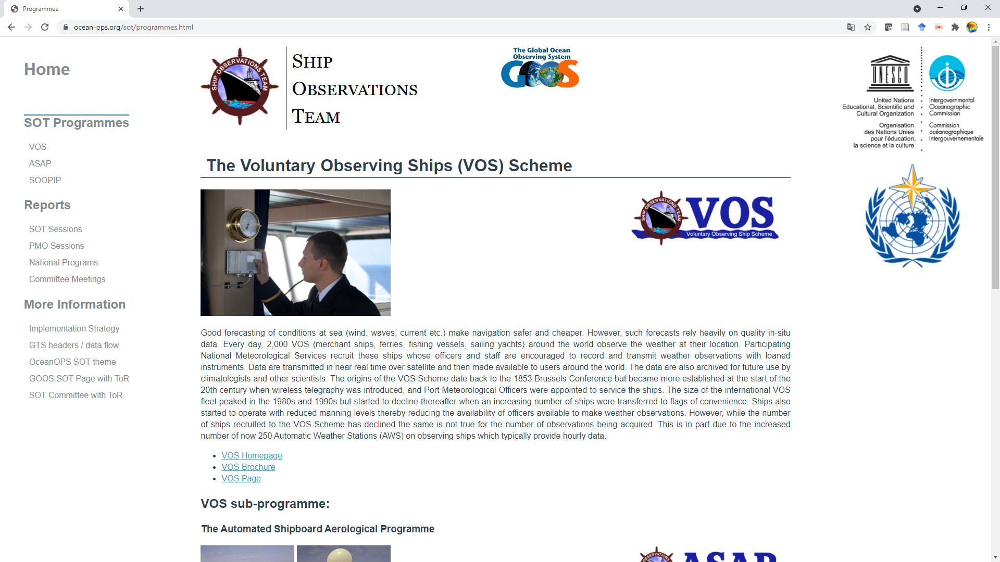 Programmes
ocean-ops.org/sot/programmes.html
Home
SOT Programmes
VOS
ASAP
SOOPIP
Reports
SOT Sessions
PMO Sessions
National Programs
Committee Meetings
More Information
Implementation Strategy
GTS headers / data flow
OceanOPS SOT theme
GOOS SOT Page with ToR
SOT Committee with ToR
SHIP OBSERVATIONS TEAM
SHIP
OBSERVATIONS
TEAM
The Global Ocean
Observing System
GOOS
UNESCO
United Nations
Educational, Scientific and
Cultural Organization
Organisation
des Nations Unies
pour l'éducation,
la science et la culture
Intergovernmental
Oceanographic
Commission
Commission
océanographique
intergouvernementale
The Voluntary Observing Ships (VOS) Scheme
SHIP OBSERVATIONS TEAM
VOS
Voluntary Observing Ship Scheme
Good forecasting of conditions at sea (wind, waves, current etc.) make navigation safer and cheaper. However, such forecasts rely heavily on quality in-situ
data. Every day, 2,000 VOS (merchant ships, ferries, fishing vessels, sailing yachts) around the world observe the weather at their location. Participating
National Meteorological Services recruit these ships whose officers and staff are encouraged to record and transmit weather observations with loaned
instruments. Data are transmitted in near real time over satellite and then made available to users around the world. The data are also archived for future use by
climatologists and other scientists. The origins of the VOS Scheme date back to the 1853 Brussels Conference but became more established at the start of the
20th century when wireless telegraphy was introduced, and Port Meteorological Officers were appointed to service the ships. The size of the international VOS
fleet peaked in the 1980s and 1990s but started to decline thereafter when an increasing number of ships were transferred to flags of convenience. Ships also
started to operate with reduced manning levels thereby reducing the availability of officers available to make weather observations. However, while the number
of ships recruited to the VOS Scheme has declined the same is not true for the number of observations being acquired. This is in part due to the increased
number of now 250 Automatic Weather Stations (AWS) on observing ships which typically provide hourly data.
VOS Homepage
VOS Brochure
VOS Page
VOS sub-programme:
The Automated Shipboard Aerological Programme
ASAP